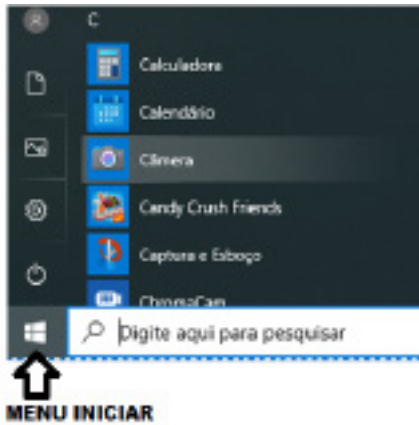 C
Calculadora
Calendário
Câmera
Candy Crush Friends
Captura e Esboço
ChromaCam
Digite aqui para pesquisar
MENU INICIAR